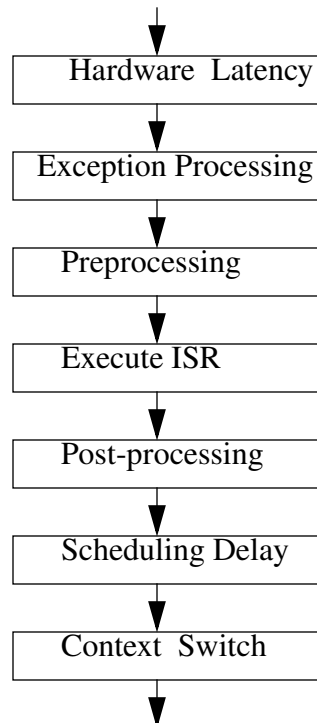 Hardware Latency
Exception Processing
Preprocessing
Execute ISR
Post-processing
Scheduling Delay
Context Switch